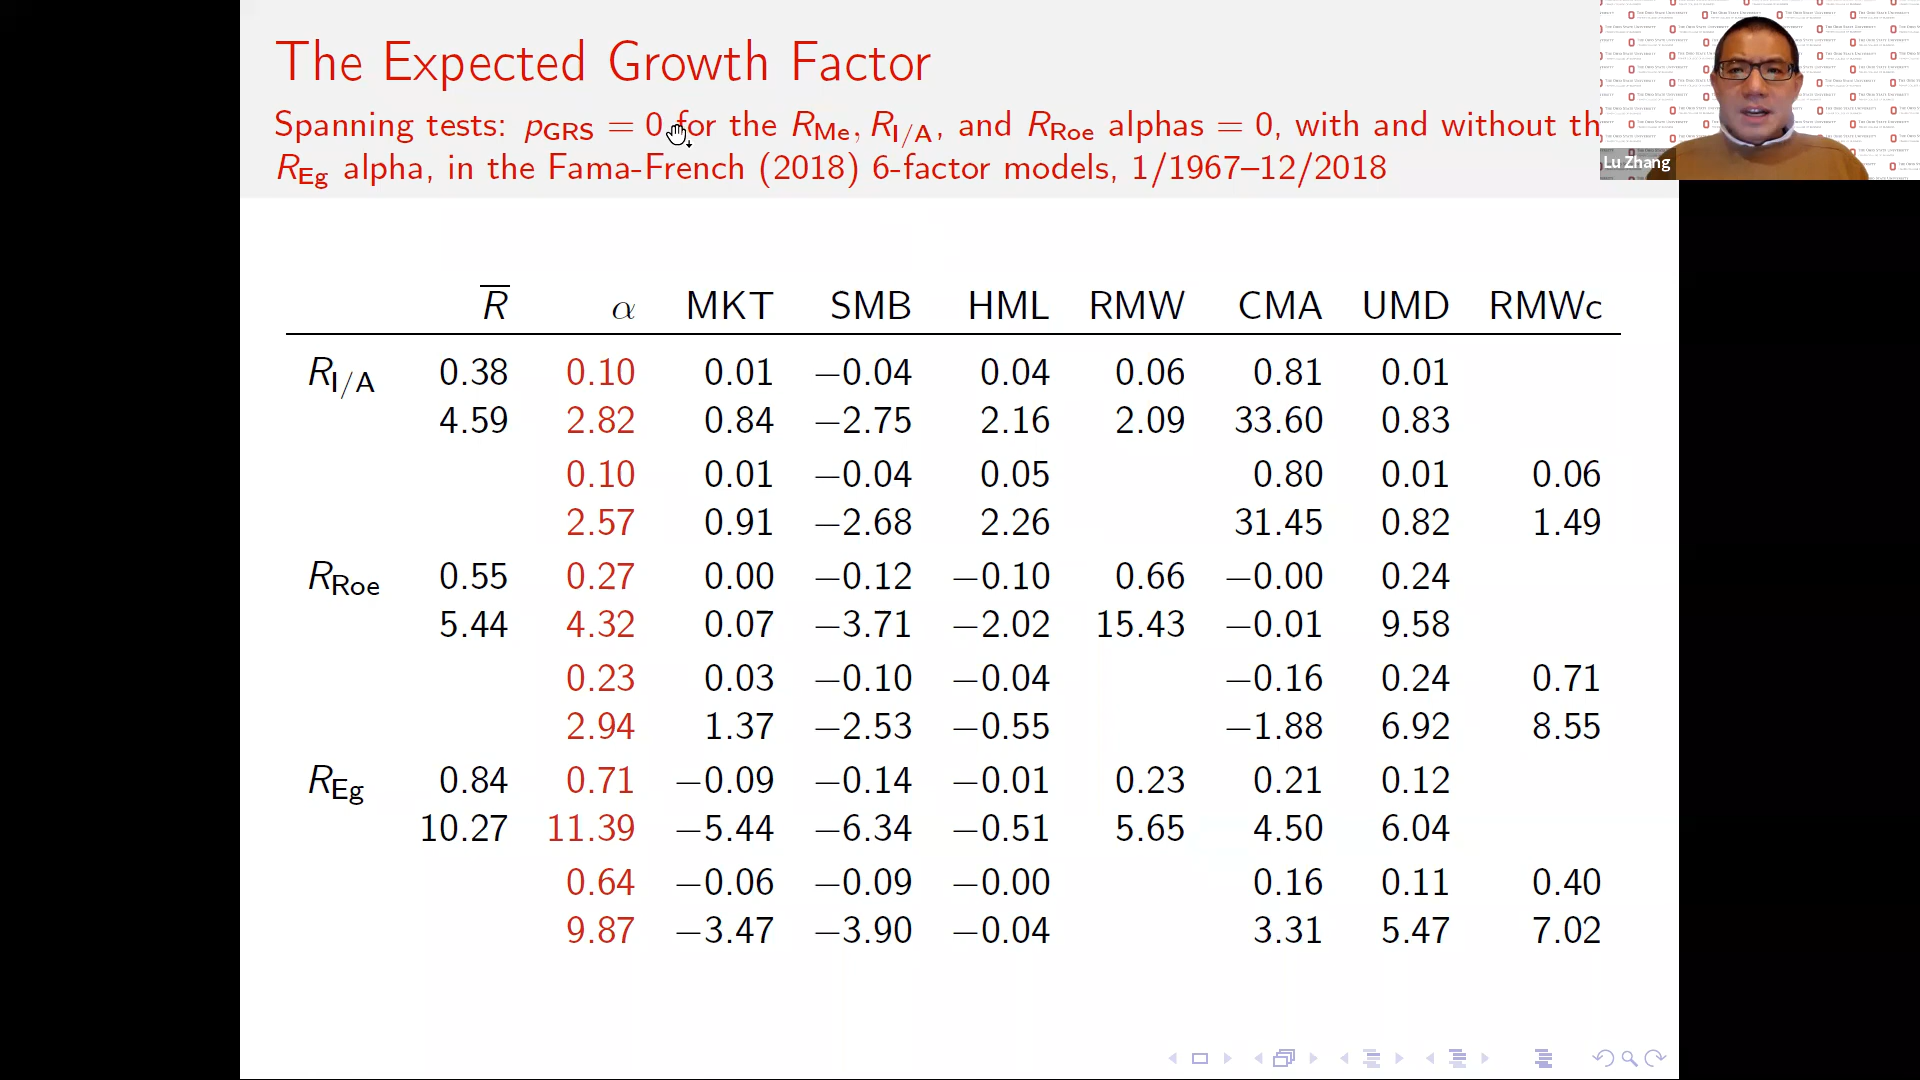 The Expected Growth Factor
Spanning tests: pGRS = 0 for the RMe, RI/A, and RRoe alphas = 0, with and without th
REg alpha, in the Fama-French (2018) 6-factor models, 1/1967–12/2018
Lu Zhang
R α MKT SMB HML RMW CMA UMD RMWc
RI/A 0.38 0.10 0.01 −0.04 0.04 0.06 0.81 0.01
4.59 2.82 0.84 −2.75 2.16 2.09 33.60 0.83
0.10 0.01 −0.04 0.05 0.80 0.01 0.06
2.57 0.91 −2.68 2.26 31.45 0.82 1.49
RRoe 0.55 0.27 0.00 −0.12 −0.10 0.66 −0.00 0.24
5.44 4.32 0.07 −3.71 −2.02 15.43 −0.01 9.58
0.23 0.03 −0.10 −0.04 −0.16 0.24 0.71
2.94 1.37 −2.53 −0.55 −1.88 6.92 8.55
REg 0.84 0.71 −0.09 −0.14 −0.01 0.23 0.21 0.12
10.27 11.39 −5.44 −6.34 −0.51 5.65 4.50 6.04
0.64 −0.06 −0.09 −0.00 0.16 0.11 0.40
9.87 −3.47 −3.90 −0.04 3.31 5.47 7.02